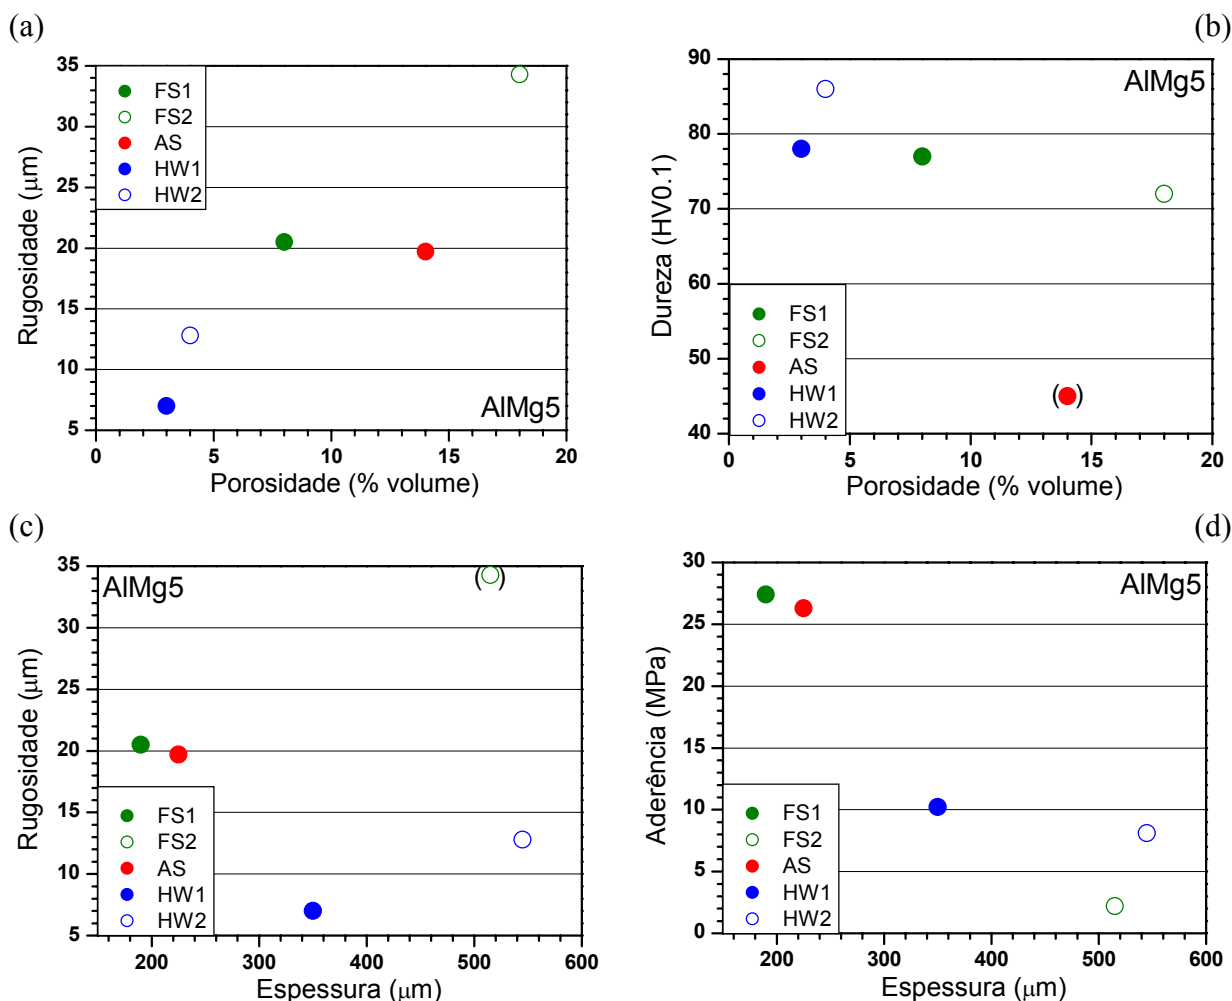 (a)
35
30
25
20
15
10
5
Rugosidade (μm)
FS1
FS2
AS
HW1
HW2
AlMg5
0 5 10 15 20
Porosidade (% volume)
(b)
90
80
70
60
50
40
Dureza (HV0.1)
AlMg5
FS1
FS2
AS
HW1
HW2
( )
0 5 10 15 20
Porosidade (% volume)
(c)
35
30
25
20
15
10
5
Rugosidade (μm)
AlMg5
( )
FS1
FS2
AS
HW1
HW2
200 300 400 500 600
Espessura (μm)
(d)
30
25
20
15
10
5
0
Aderência (MPa)
AlMg5
FS1
FS2
AS
HW1
HW2
200 300 400 500 600
Espessura (μm)